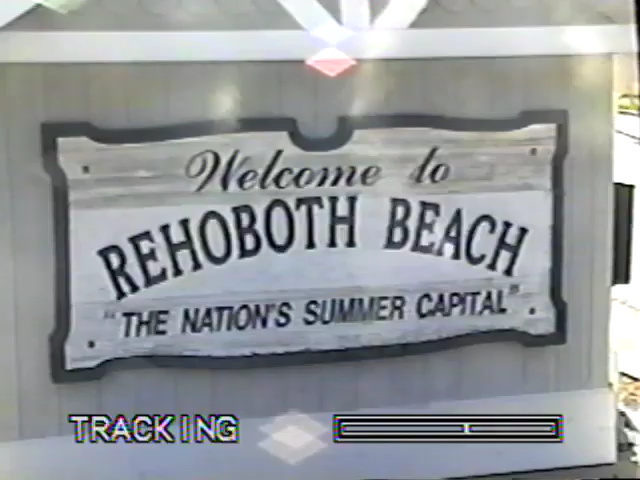 Welcome to
REHOBOTH BEACH
"THE NATION'S SUMMER CAPITAL"
TRACKING